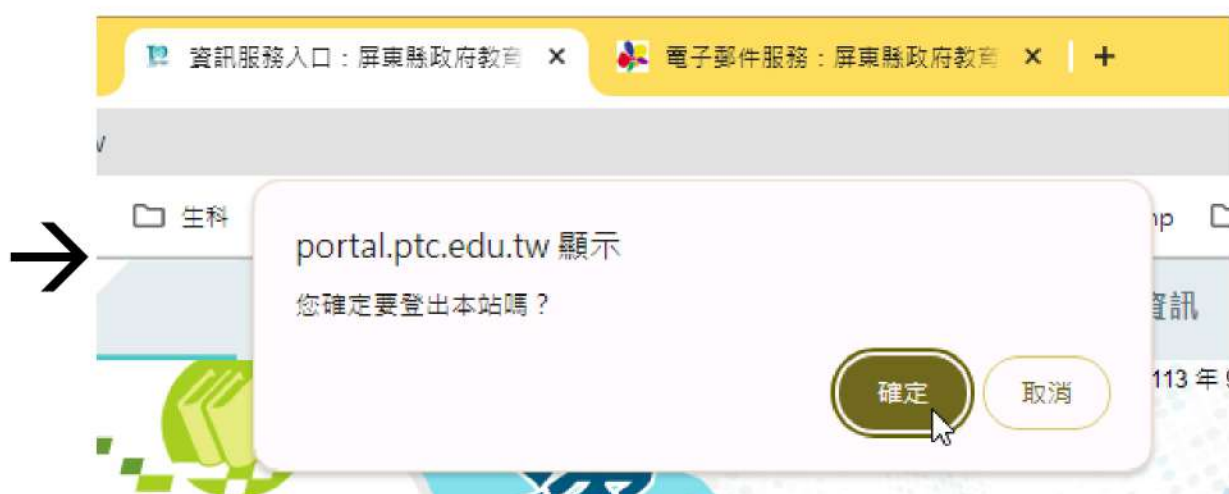 資訊服務入口：屏東縣政府教育
電子郵件服務：屏東縣政府教育
生科
portal.ptc.edu.tw 顯示
您確定要登出本站嗎？
資訊
確定
取消
113 年